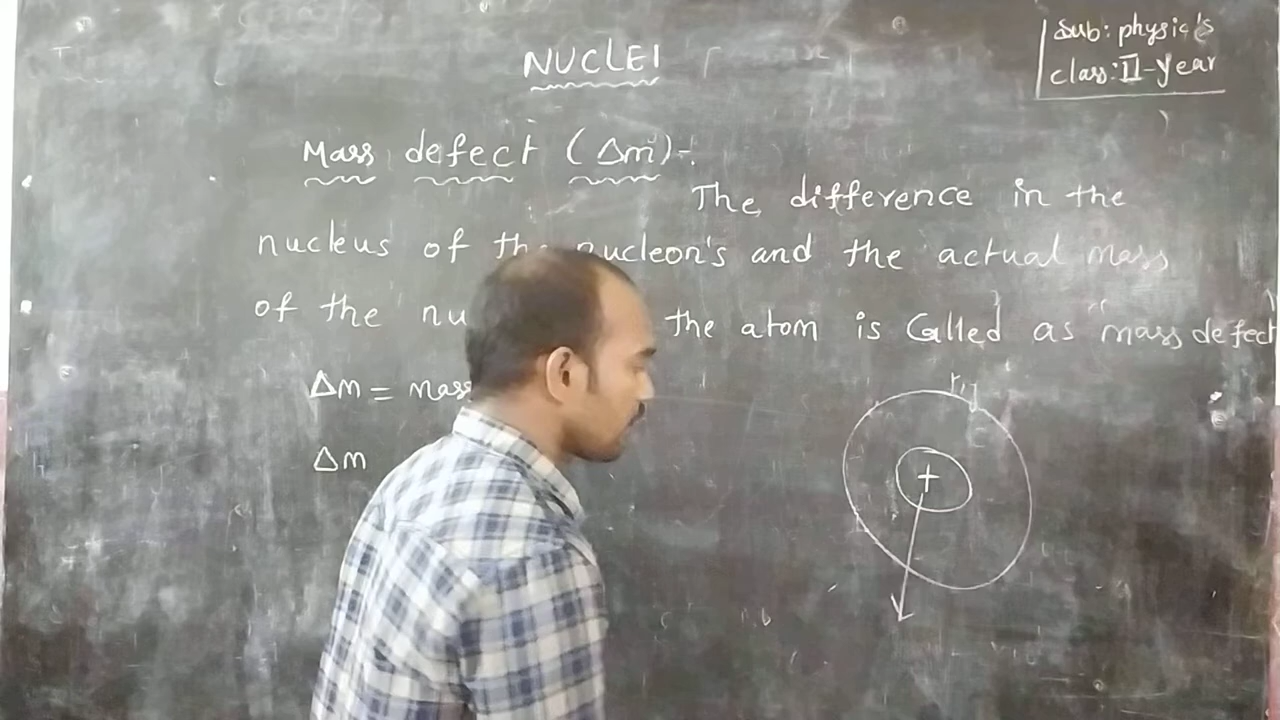 Sub: physic's
class: II-year
NUCLEI
Mass defect (Δm):-
The difference in the
nucleus of the nucleon's and the actual mass
of the nu the atom is Called as "mass defect
Δm = mass
Δm
+